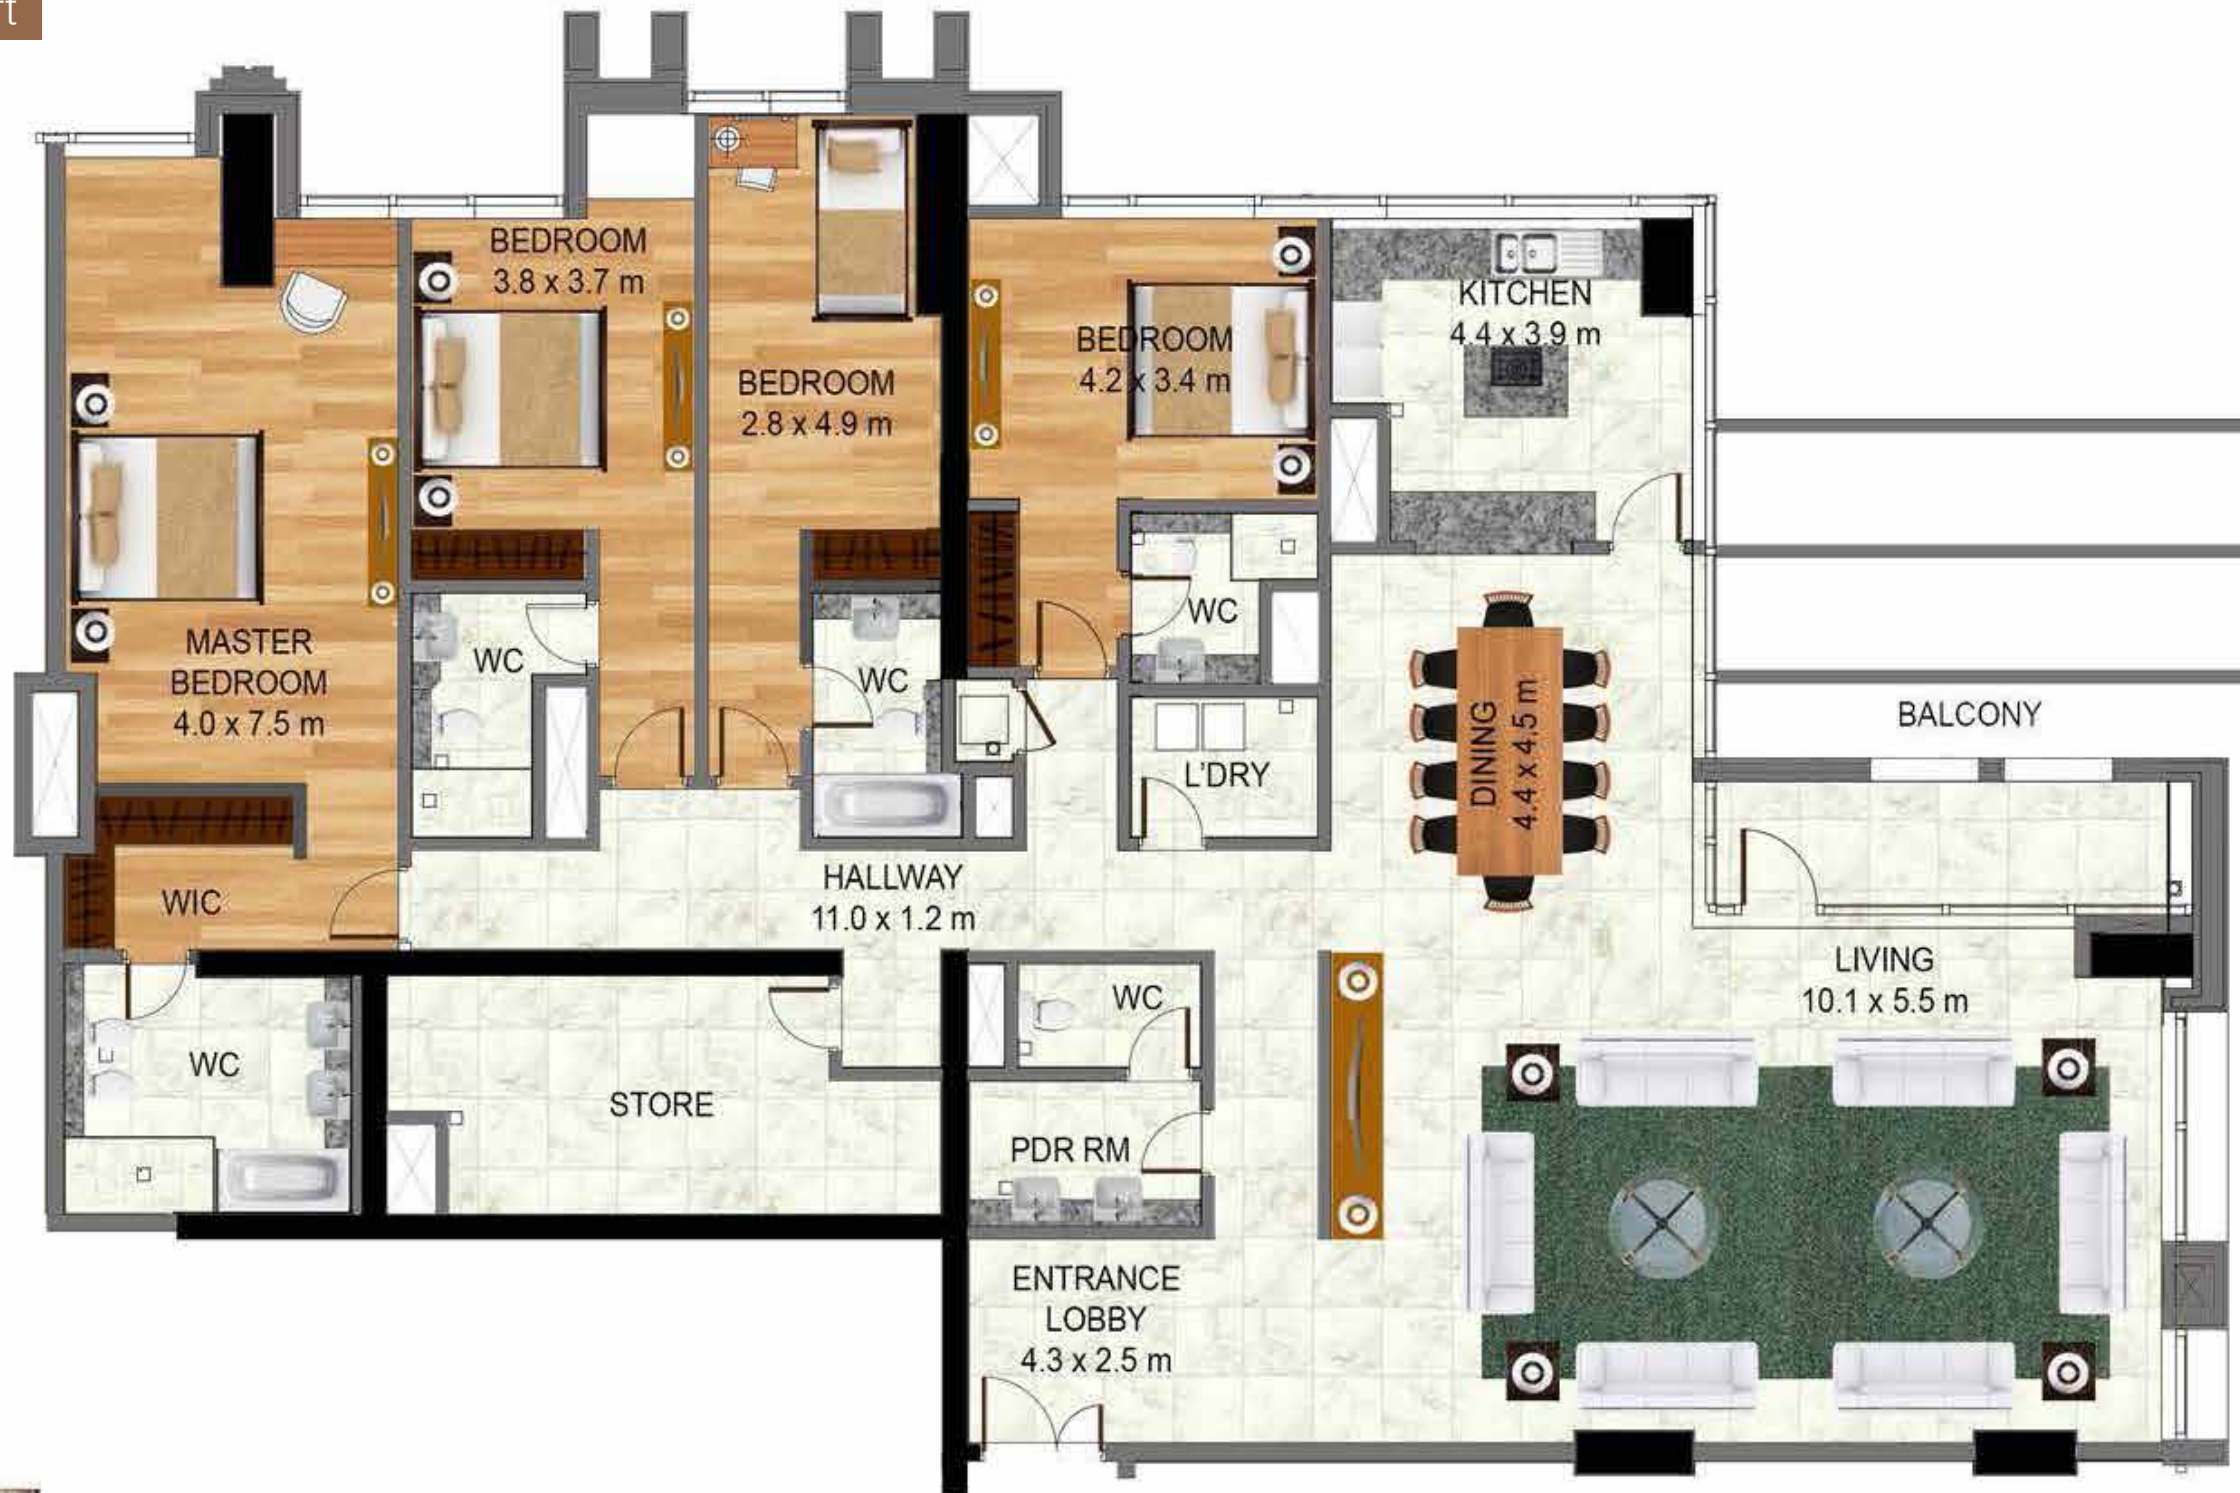 BEDROOM
3.8 x 3.7 m
KITCHEN
4.4 x 3.9 m
BEDROOM
4.2 x 3.4 m
BEDROOM
2.8 x 4.9 m
MASTER
BEDROOM
4.0 x 7.5 m
WC
WC
WC
DINING
4.4 x 4.5 m
BALCONY
L'DRY
WIC
HALLWAY
11.0 x 1.2 m
LIVING
10.1 x 5.5 m
WC
WC
STORE
PDR RM
ENTRANCE
LOBBY
4.3 x 2.5 m